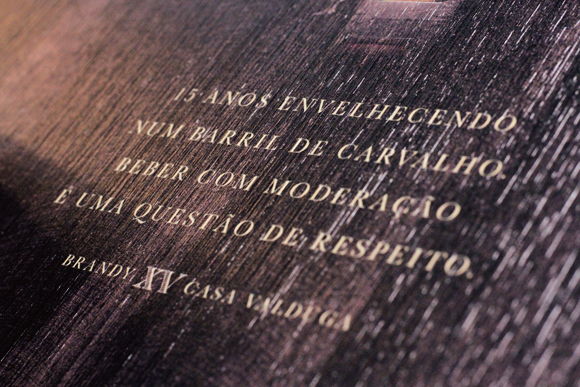 15 ANOS ENVELHECENDO
NUM BARRIL DE CARVALHO.
BEBER COM MODERAÇÃO
É UMA QUESTÃO DE RESPEITO.
BRANDY XV CASA VALDUGA